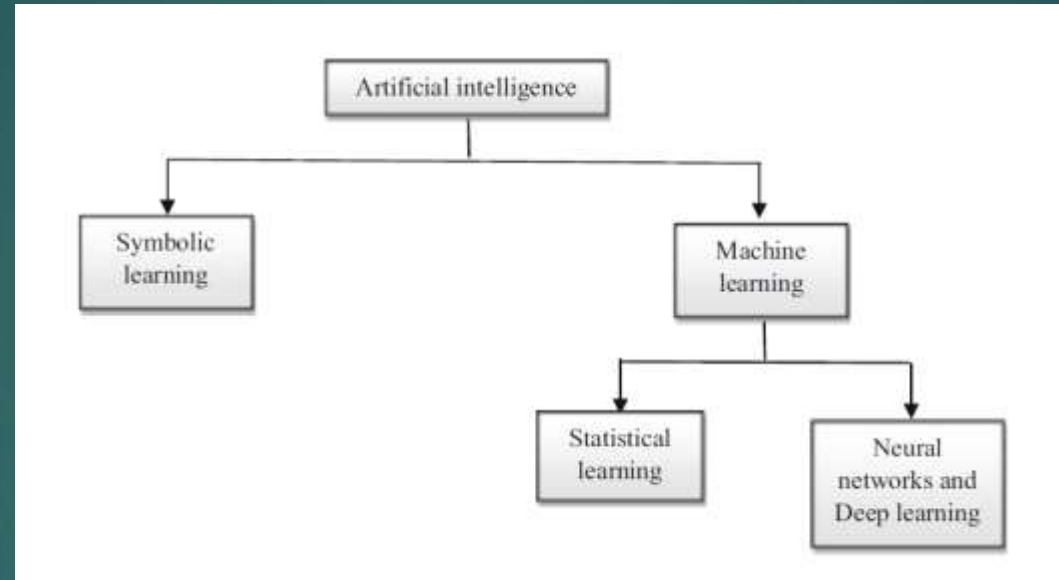 Artificial intelligence
Symbolic
learning
Machine
learning
Statistical
learning
Neural
networks and
Deep learning